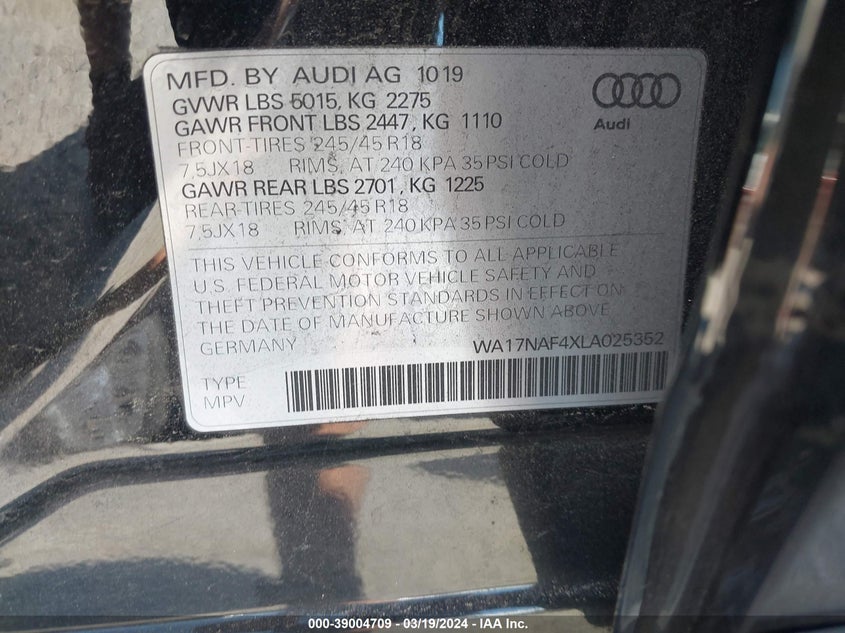 MFD. BY AUDI AG 1019
GVWR LBS 5015, KG 2275
GAWR FRONT LBS 2447, KG 1110
FRONT-TIRES 245/45 R18
7,5JX18 RIMS, AT 240 KPA 35 PSI COLD
GAWR REAR LBS 2701, KG 1225
REAR-TIRES 245/45 R18
7,5JX18 RIMS, AT 240 KPA 35 PSI COLD
Audi
THIS VEHICLE CONFORMS TO ALL APPLICABLE
U.S. FEDERAL MOTOR VEHICLE SAFETY AND
THEFT PREVENTION STANDARDS IN EFFECT ON
THE DATE OF MANUFACTURE SHOWN ABOVE
GERMANY WA17NAF4XLA025352
TYPE
MPV
000-39004709 - 03/19/2024 - IAA Inc.